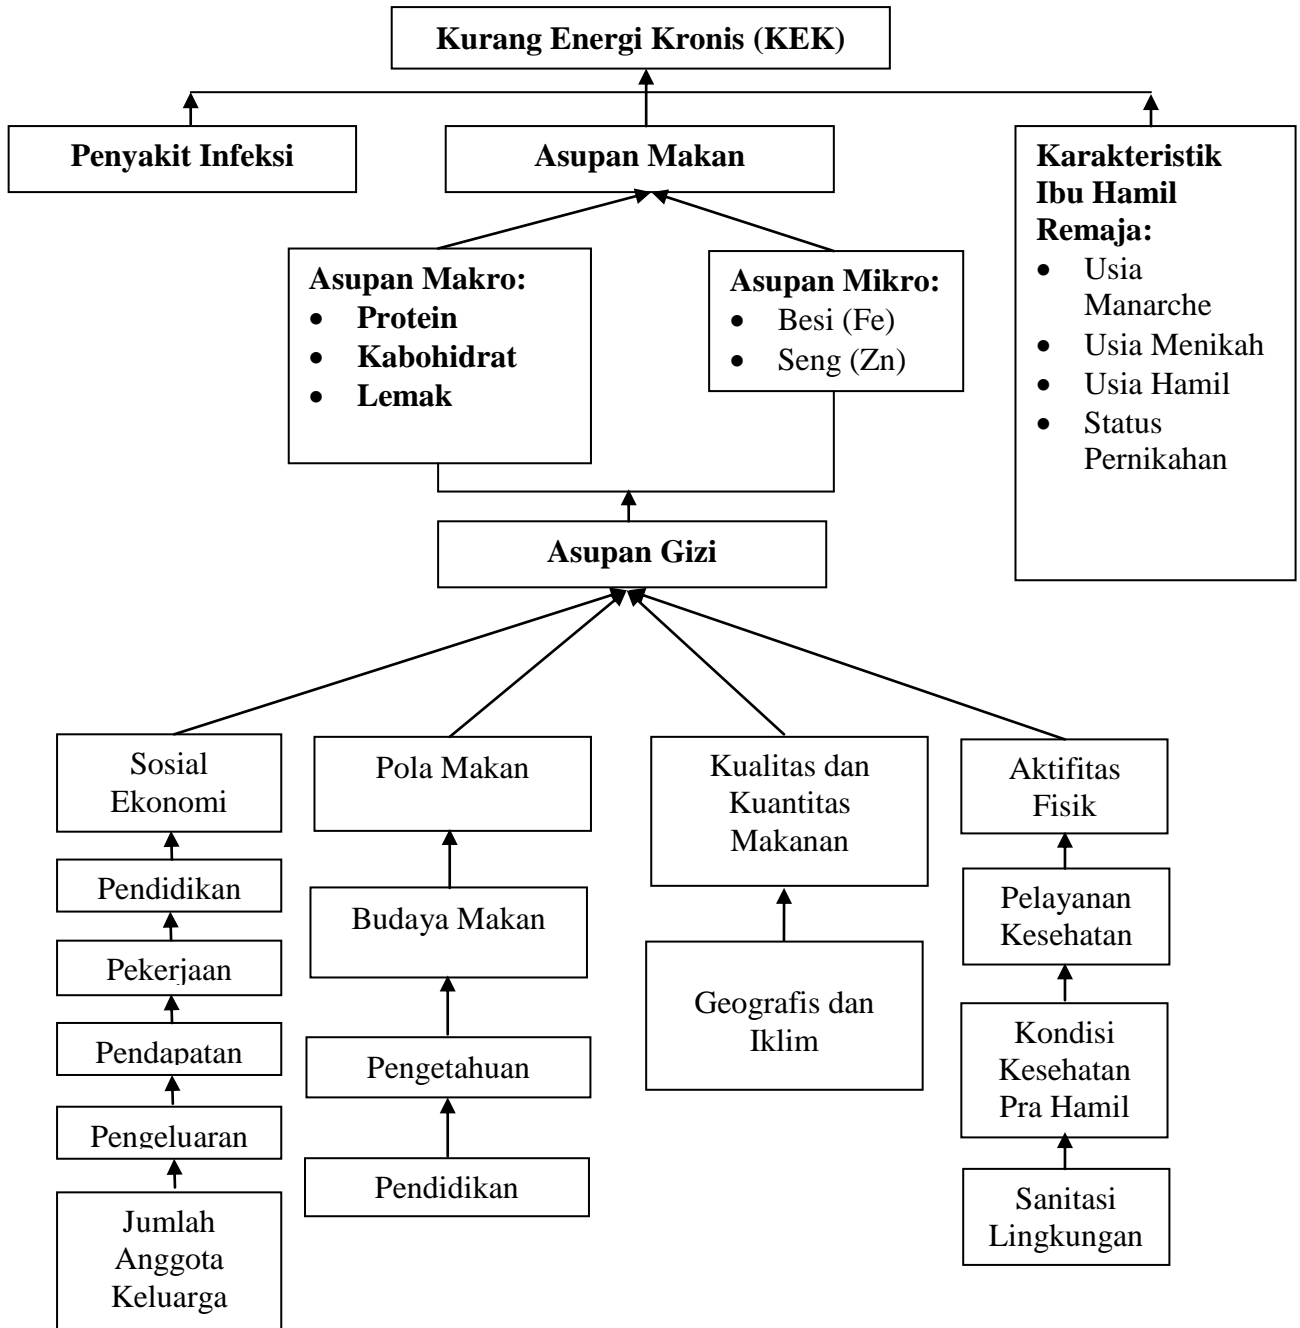 Kurang Energi Kronis (KEK)
Penyakit Infeksi
Asupan Makan
Karakteristik
Ibu Hamil
Remaja:
• Usia
Manarche
• Usia Menikah
• Usia Hamil
• Status
Pernikahan
Asupan Makro:
• Protein
• Kabohidrat
• Lemak
Asupan Mikro:
• Besi (Fe)
• Seng (Zn)
Asupan Gizi
Sosial
Ekonomi
Pendidikan
Pekerjaan
Pendapatan
Pengeluaran
Jumlah
Anggota
Keluarga
Pola Makan
Budaya Makan
Pengetahuan
Pendidikan
Kualitas dan
Kuantitas
Makanan
Geografis dan
Iklim
Aktifitas
Fisik
Pelayanan
Kesehatan
Kondisi
Kesehatan
Pra Hamil
Sanitasi
Lingkungan